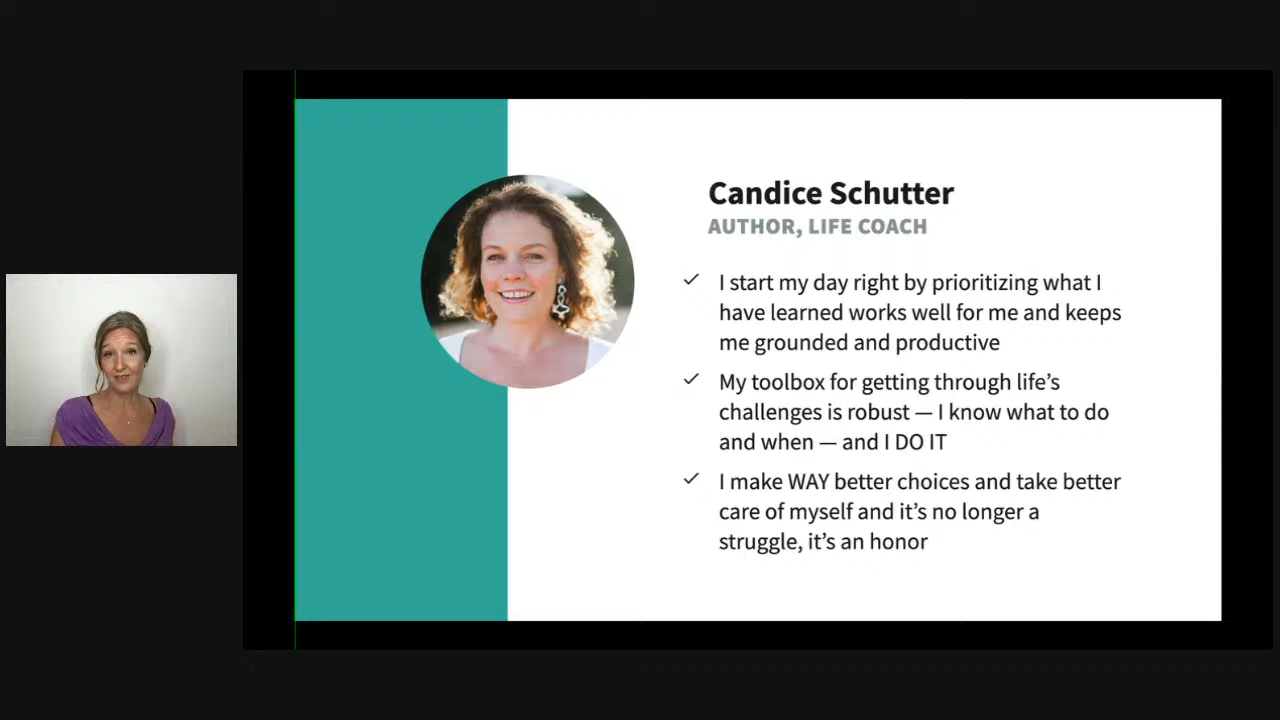 Candice Schutter
AUTHOR, LIFE COACH
✓ I start my day right by prioritizing what I
have learned works well for me and keeps
me grounded and productive
✓ My toolbox for getting through life’s
challenges is robust — I know what to do
and when — and I DO IT
✓ I make WAY better choices and take better
care of myself and it’s no longer a
struggle, it’s an honor